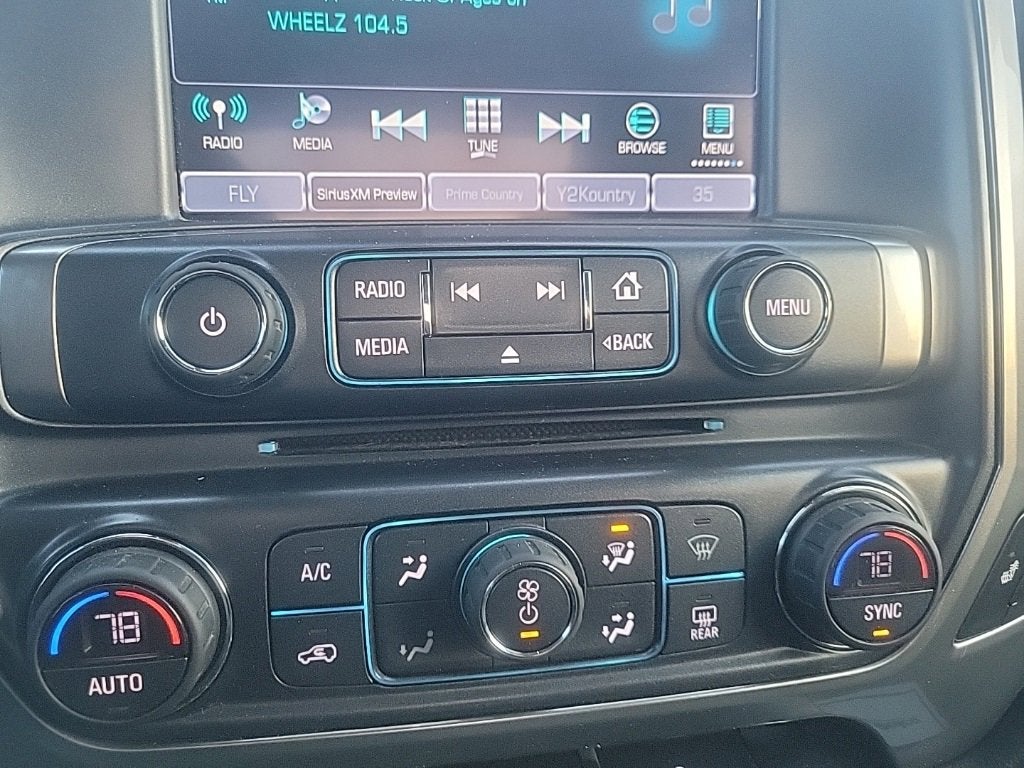 WHEELZ 104.5
RADIO MEDIA TUNE BROWSE MENU
FLY SiriusXM Preview Prime Country Y2Kountry 35
RADIO MENU
MEDIA BACK
A/C
78 78
SYNC
REAR
AUTO